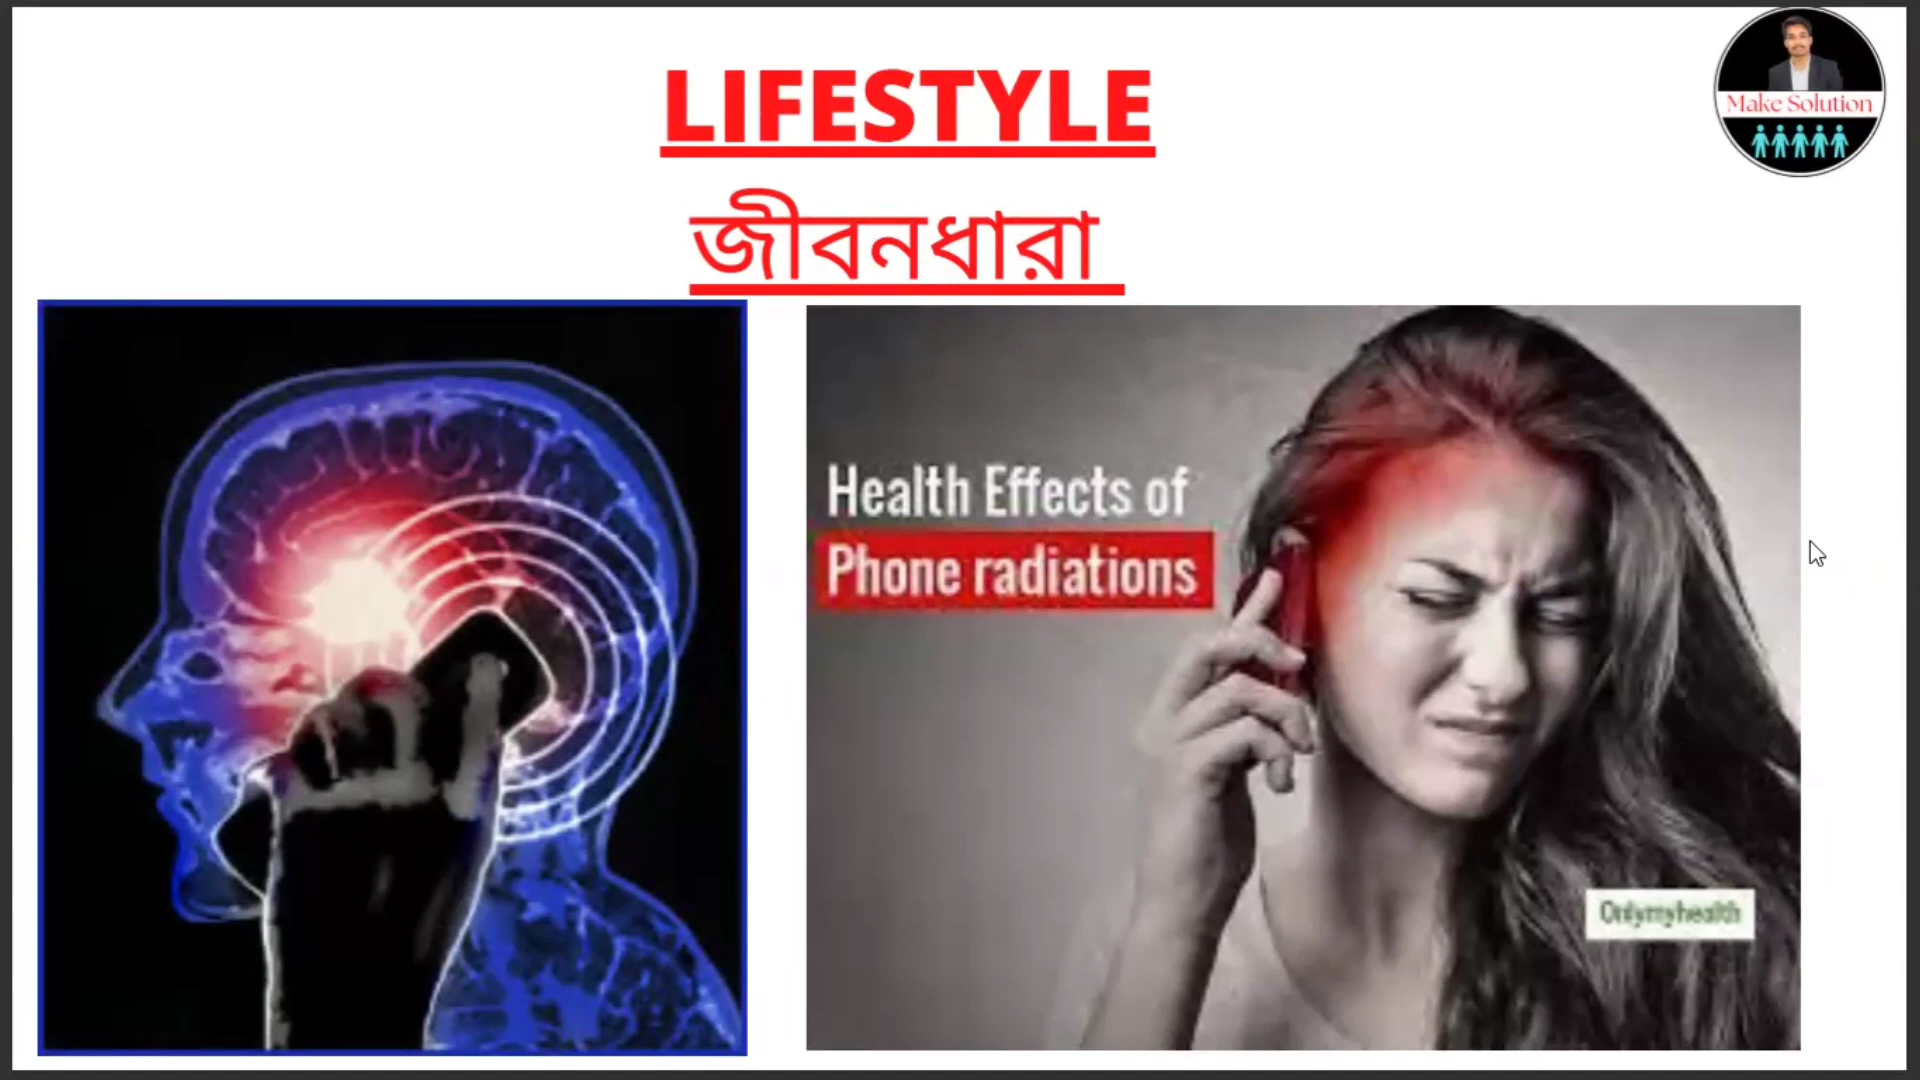 LIFESTYLE
জীবনধারা
Make Solution
Health Effects of
Phone radiations
Onlymyhealth